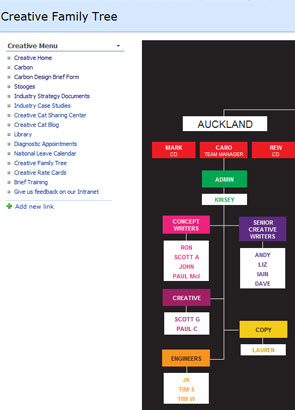 Creative Family Tree
Creative Menu
Creative Home
Carbon
Carbon Design Brief Form
Stooges
Industry Strategy Documents
Industry Case Studies
Creative Cat Sharing Center
Creative Cat Blog
Library
Diagnostic Appointments
National Leave Calendar
Creative Family Tree
Creative Rate Cards
Brief Training
Give us feedback on our Intranet
Add new link
AUCKLAND
MARK
CD
CARO
TEAM MANAGER
REW
CD
ADMIN
KINSEY
CONCEPT
WRITERS
RON
SCOTT A
JOHN
PAUL McI
SENIOR
CREATIVE
WRITERS
ANDY
LIZ
IAIN
DAVE
CREATIVE
SCOTT G
PAUL C
COPY
LAUREN
ENGINEERS
JK
TIM S
TIM W